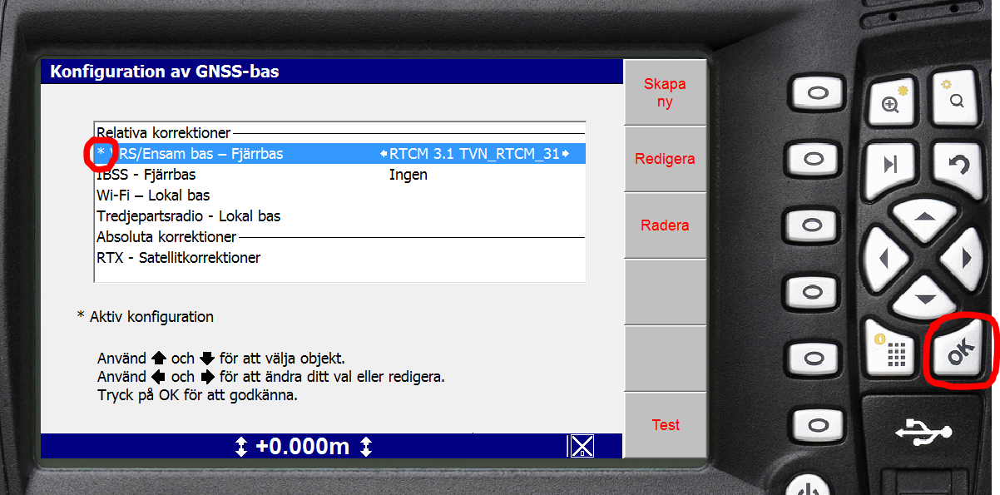 Konfiguration av GNSS-bas
Relativa korrektioner
* VRS/Ensam bas – Fjärrbas RTCM 3.1 TVN_RTCM_31
IBSS - Fjärrbas Ingen
Wi-Fi – Lokal bas
Tredjepartsradio - Lokal bas
Absoluta korrektioner
RTX - Satellitkorrektioner
* Aktiv konfiguration
Använd och för att välja objekt.
Använd och för att ändra ditt val eller redigera.
Tryck på OK för att godkänna.
+0.000m
Skapa
ny
Redigera
Radera
Test
OK